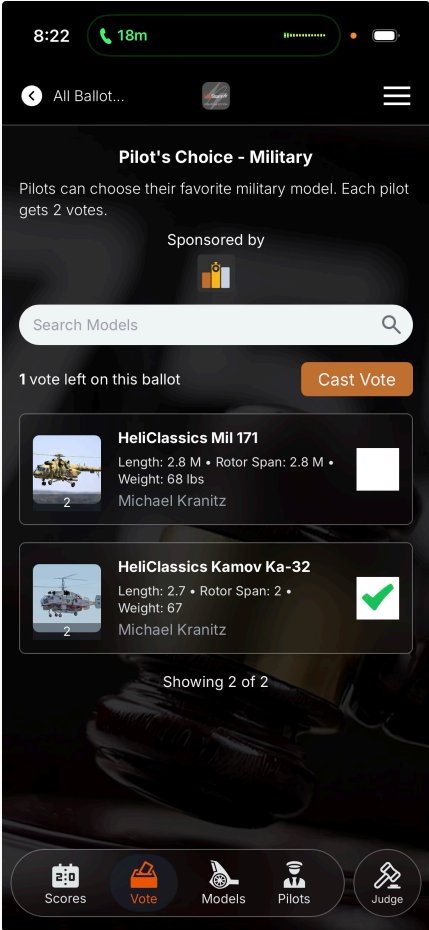 8:22
18m
All Ballot...
Pilot's Choice - Military
Pilots can choose their favorite military model. Each pilot
gets 2 votes.
Sponsored by
Search Models
1 vote left on this ballot
Cast Vote
HeliClassics Mil 171
Length: 2.8 M • Rotor Span: 2.8 M •
Weight: 68 lbs
Michael Kranitz
2
HeliClassics Kamov Ka-32
Length: 2.7 • Rotor Span: 2 •
Weight: 67
Michael Kranitz
2
Showing 2 of 2
Scores
Vote
Models
Pilots
Judge